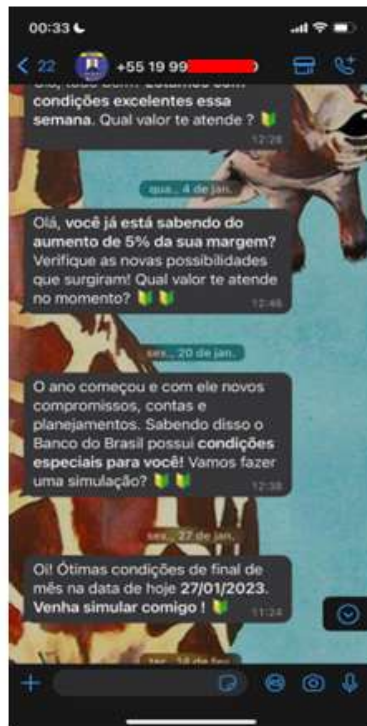 00:33
22
+55 19 99
condições excelentes essa
semana. Qual valor te atende ? 🔰
12:28
qua., 4 de jan.
Olá, você já está sabendo do
aumento de 5% da sua margem?
Verifique as novas possibilidades
que surgiram! Qual valor te atende
no momento? 🔰 🔰
12:46
sex., 20 de jan.
O ano começou e com ele novos
compromissos, contas e
planejamentos. Sabendo disso o
Banco do Brasil possui condições
especiais para você! Vamos fazer
uma simulação? 🔰 🔰
12:38
sex., 27 de jan.
Oi! Ótimas condições de final de
mês na data de hoje 27/01/2023.
Venha simular comigo ! 🔰
11:24
ter., 14 de fev.